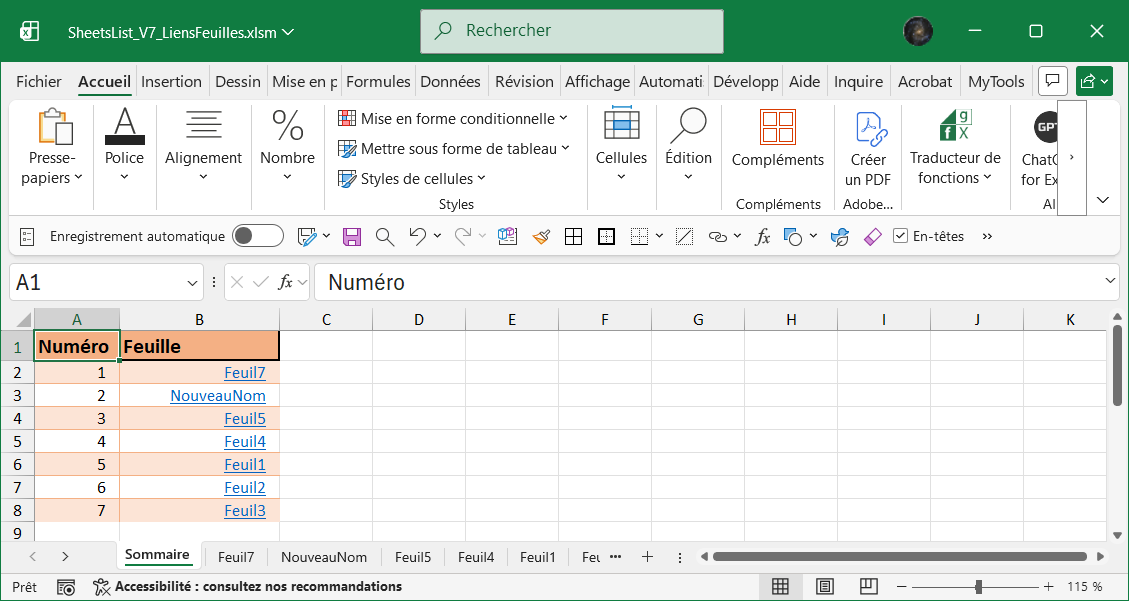 SheetsList_V7_LiensFeuilles.xlsm
Rechercher
Fichier Accueil Insertion Dessin Mise en p Formules Données Révision Affichage Automati Développ Aide Inquire Acrobat MyTools
Presse-papiers
Police
Alignement
Nombre
%
Mise en forme conditionnelle
Mettre sous forme de tableau
Styles de cellules
Styles
Cellules
Édition
Compléments
Compléments
Créer
un PDF
Adobe...
Traducteur de
fonctions
GPT
ChatG
for Ex
AI
Enregistrement automatique
En-têtes
A1
fx
Numéro
A B C D E F G H I J K
1 Numéro Feuille
2 1 Feuil7
3 2 NouveauNom
4 3 Feuil5
5 4 Feuil4
6 5 Feuil1
7 6 Feuil2
8 7 Feuil3
9
Sommaire Feuil7 NouveauNom Feuil5 Feuil4 Feuil1 Feu ...
Prêt
Accessibilité : consultez nos recommandations
115 %